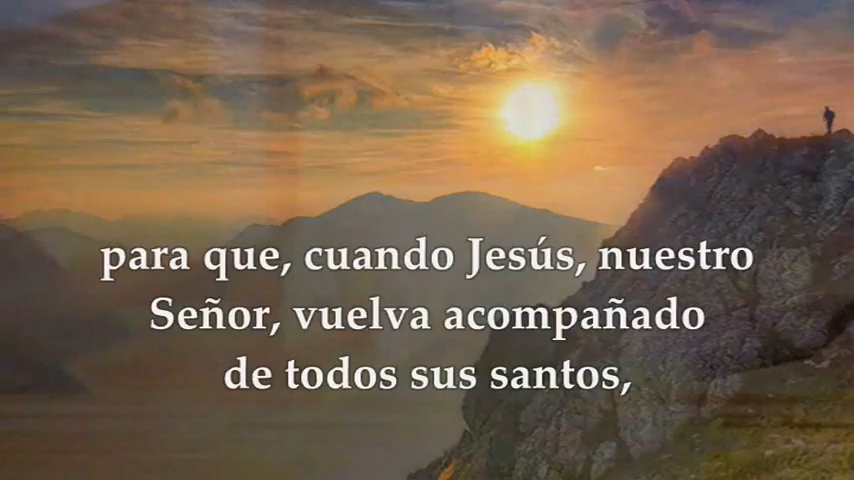 para que, cuando Jesús, nuestro
Señor, vuelva acompañado
de todos sus santos,